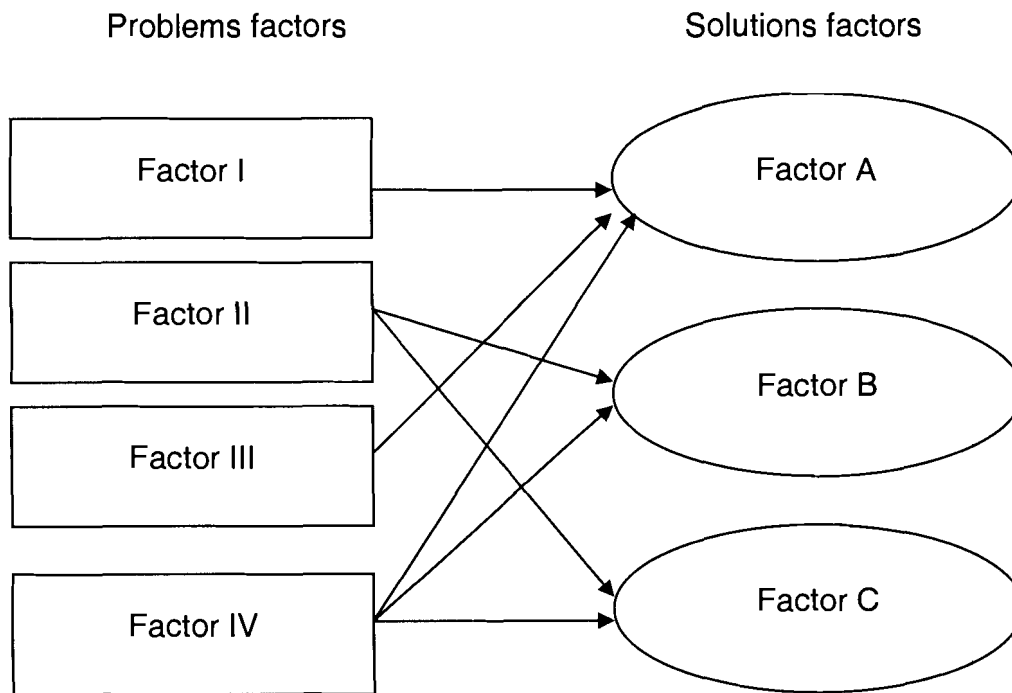 Problems factors
Solutions factors
Factor I
Factor A
Factor II
Factor B
Factor III
Factor C
Factor IV